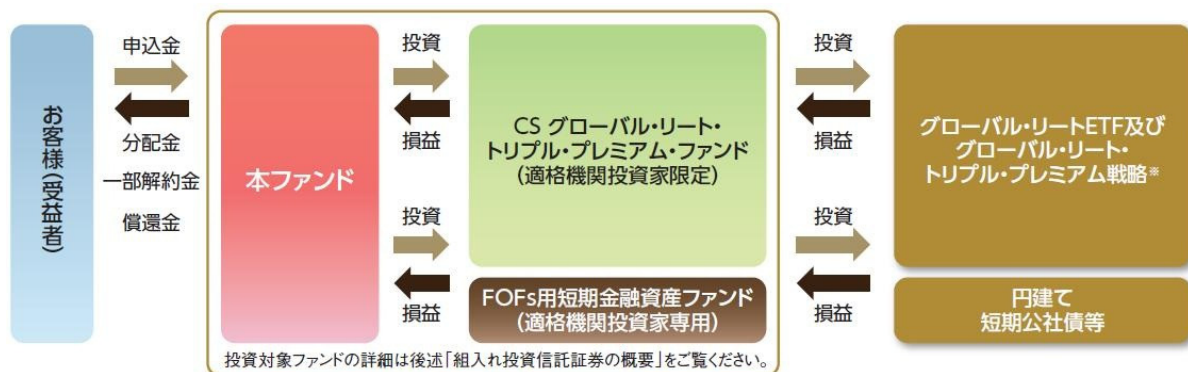 お客様(受益者)
申込金
分配金
一部解約金
償還金
本ファンド
投資
損益
投資
損益
CS グローバル・リート・
トリプル・プレミアム・ファンド
(適格機関投資家限定)
FOFs用短期金融資産ファンド
(適格機関投資家専用)
投資
損益
投資
損益
グローバル・リートETF及び
グローバル・リート・
トリプル・プレミアム戦略※
円建て
短期公社債等
投資対象ファンドの詳細は後述「組入れ投資信託証券の概要」をご覧ください。